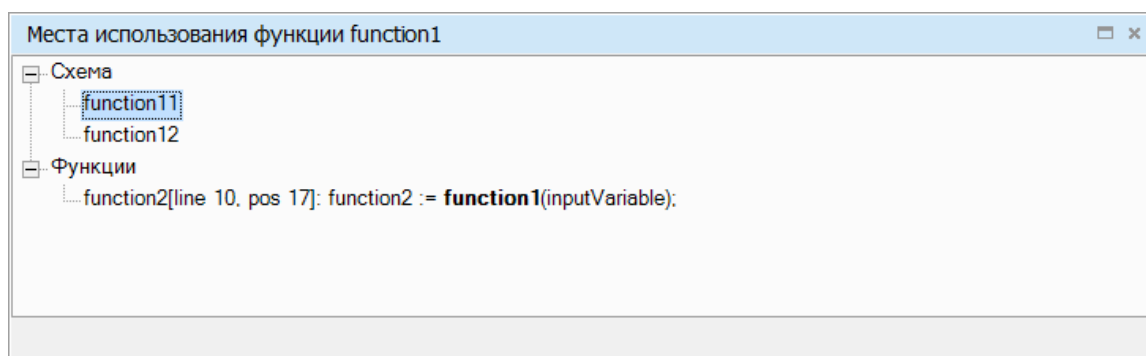 Места использования функции function1
Схема
function11
function12
Функции
function2[line 10, pos 17]: function2 := function1(inputVariable);